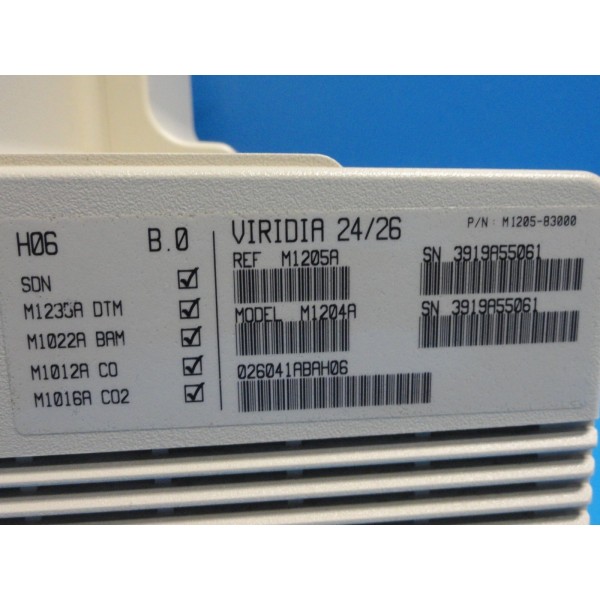 H06 B.0
SDN
M1235A DTM
M1022A BAM
M1012A CO
M1016A CO2
VIRIDIA 24/26
P/N: M1205-83000
REF M1205A
SN 3919A55061
MODEL M1204A
SN 3919A55061
026041ABAH06